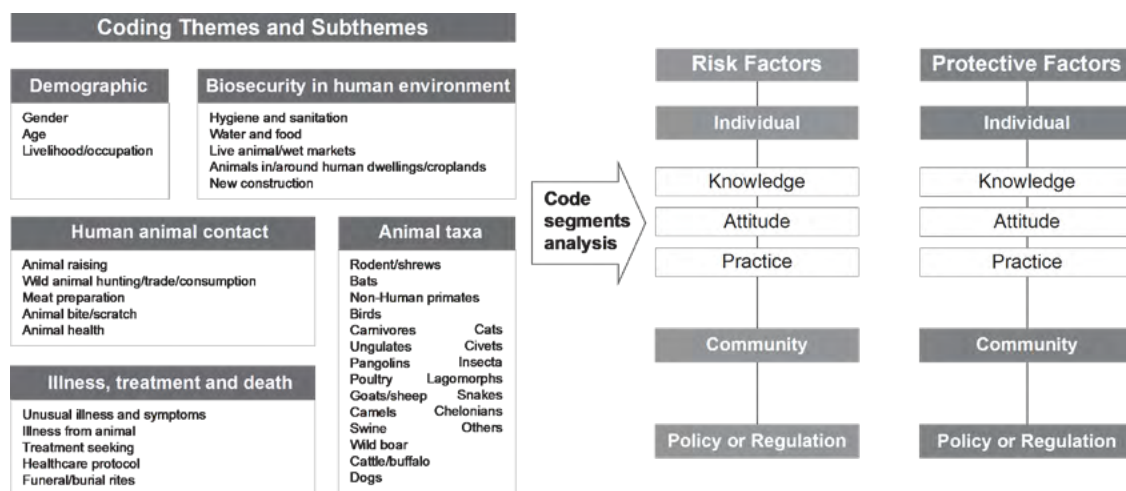 Coding Themes and Subthemes
Demographic
Gender
Age
Livelihood/occupation
Biosecurity in human environment
Hygiene and sanitation
Water and food
Live animal/wet markets
Animals in/around human dwellings/croplands
New construction
Human animal contact
Animal raising
Wild animal hunting/trade/consumption
Meat preparation
Animal bite/scratch
Animal health
Illness, treatment and death
Unusual illness and symptoms
Illness from animal
Treatment seeking
Healthcare protocol
Funeral/burial rites
Animal taxa
Rodent/shrews
Bats
Non-Human primates
Birds
Carnivores Cats
Ungulates Civets
Pangolins Insecta
Poultry Lagomorphs
Goats/sheep Snakes
Camels Chelonians
Swine Others
Wild boar
Cattle/buffalo
Dogs
Code
segments
analysis
Risk Factors
Individual
Knowledge
Attitude
Practice
Community
Policy or Regulation
Protective Factors
Individual
Knowledge
Attitude
Practice
Community
Policy or Regulation